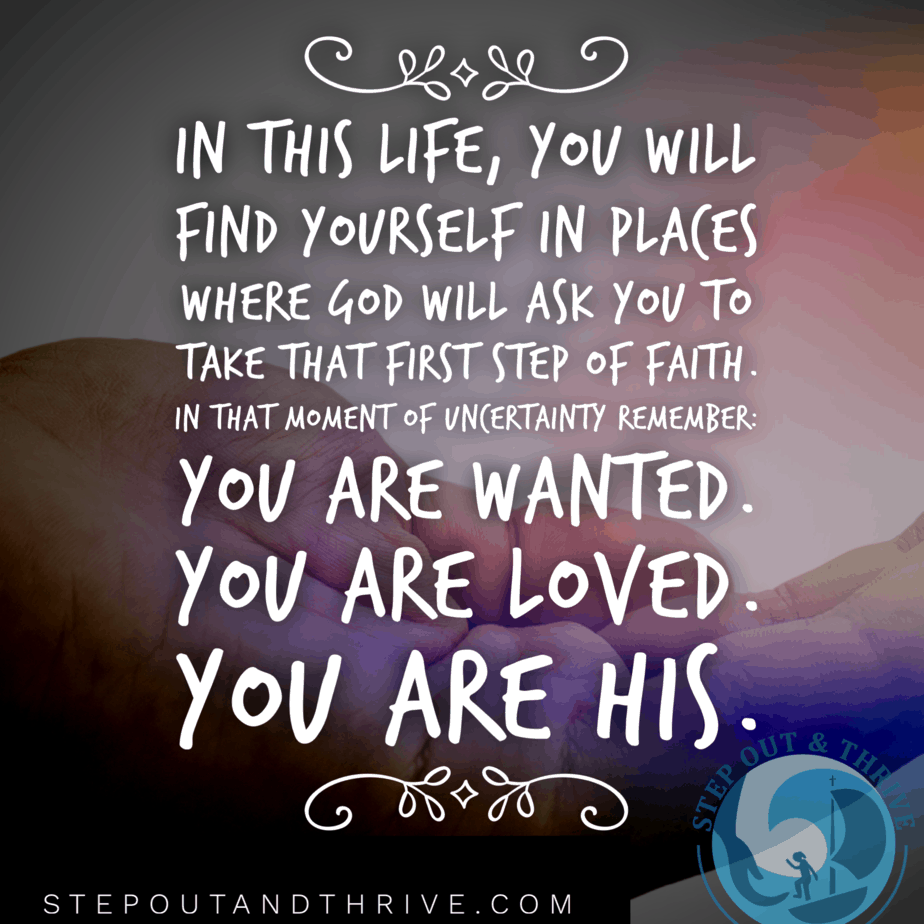 IN THIS LIFE, YOU WILL
FIND YOURSELF IN PLACES
WHERE GOD WILL ASK YOU TO
TAKE THAT FIRST STEP OF FAITH.
IN THAT MOMENT OF UNCERTAINTY REMEMBER:
YOU ARE WANTED.
YOU ARE LOVED.
YOU ARE HIS.
STEP OUT & THRIVE
STEPOUTANDTHRIVE.COM